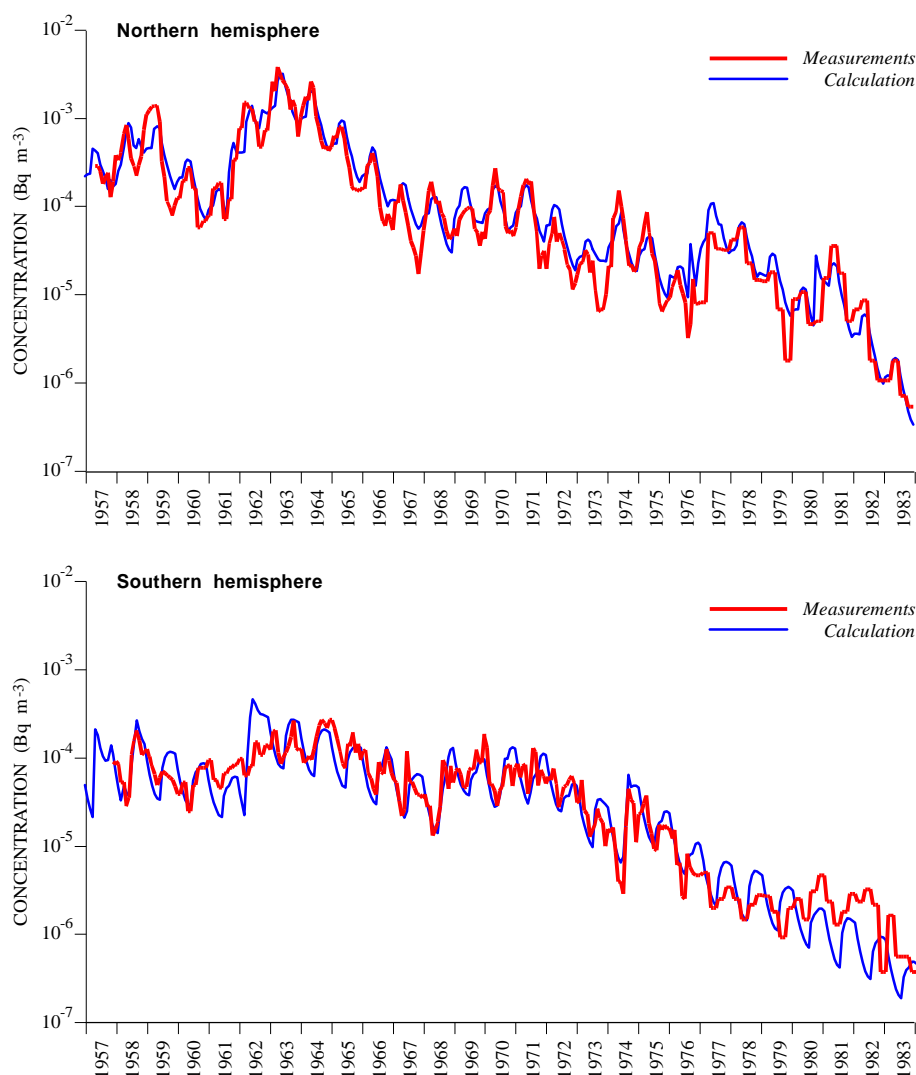 Northern hemisphere
Measurements
Calculation
CONCENTRATION (Bq m-3)
10-2
10-3
10-4
10-5
10-6
10-7
1957 1958 1959 1960 1961 1962 1963 1964 1965 1966 1967 1968 1969 1970 1971 1972 1973 1974 1975 1976 1977 1978 1979 1980 1981 1982 1983
Southern hemisphere
Measurements
Calculation
CONCENTRATION (Bq m-3)
10-2
10-3
10-4
10-5
10-6
10-7
1957 1958 1959 1960 1961 1962 1963 1964 1965 1966 1967 1968 1969 1970 1971 1972 1973 1974 1975 1976 1977 1978 1979 1980 1981 1982 1983